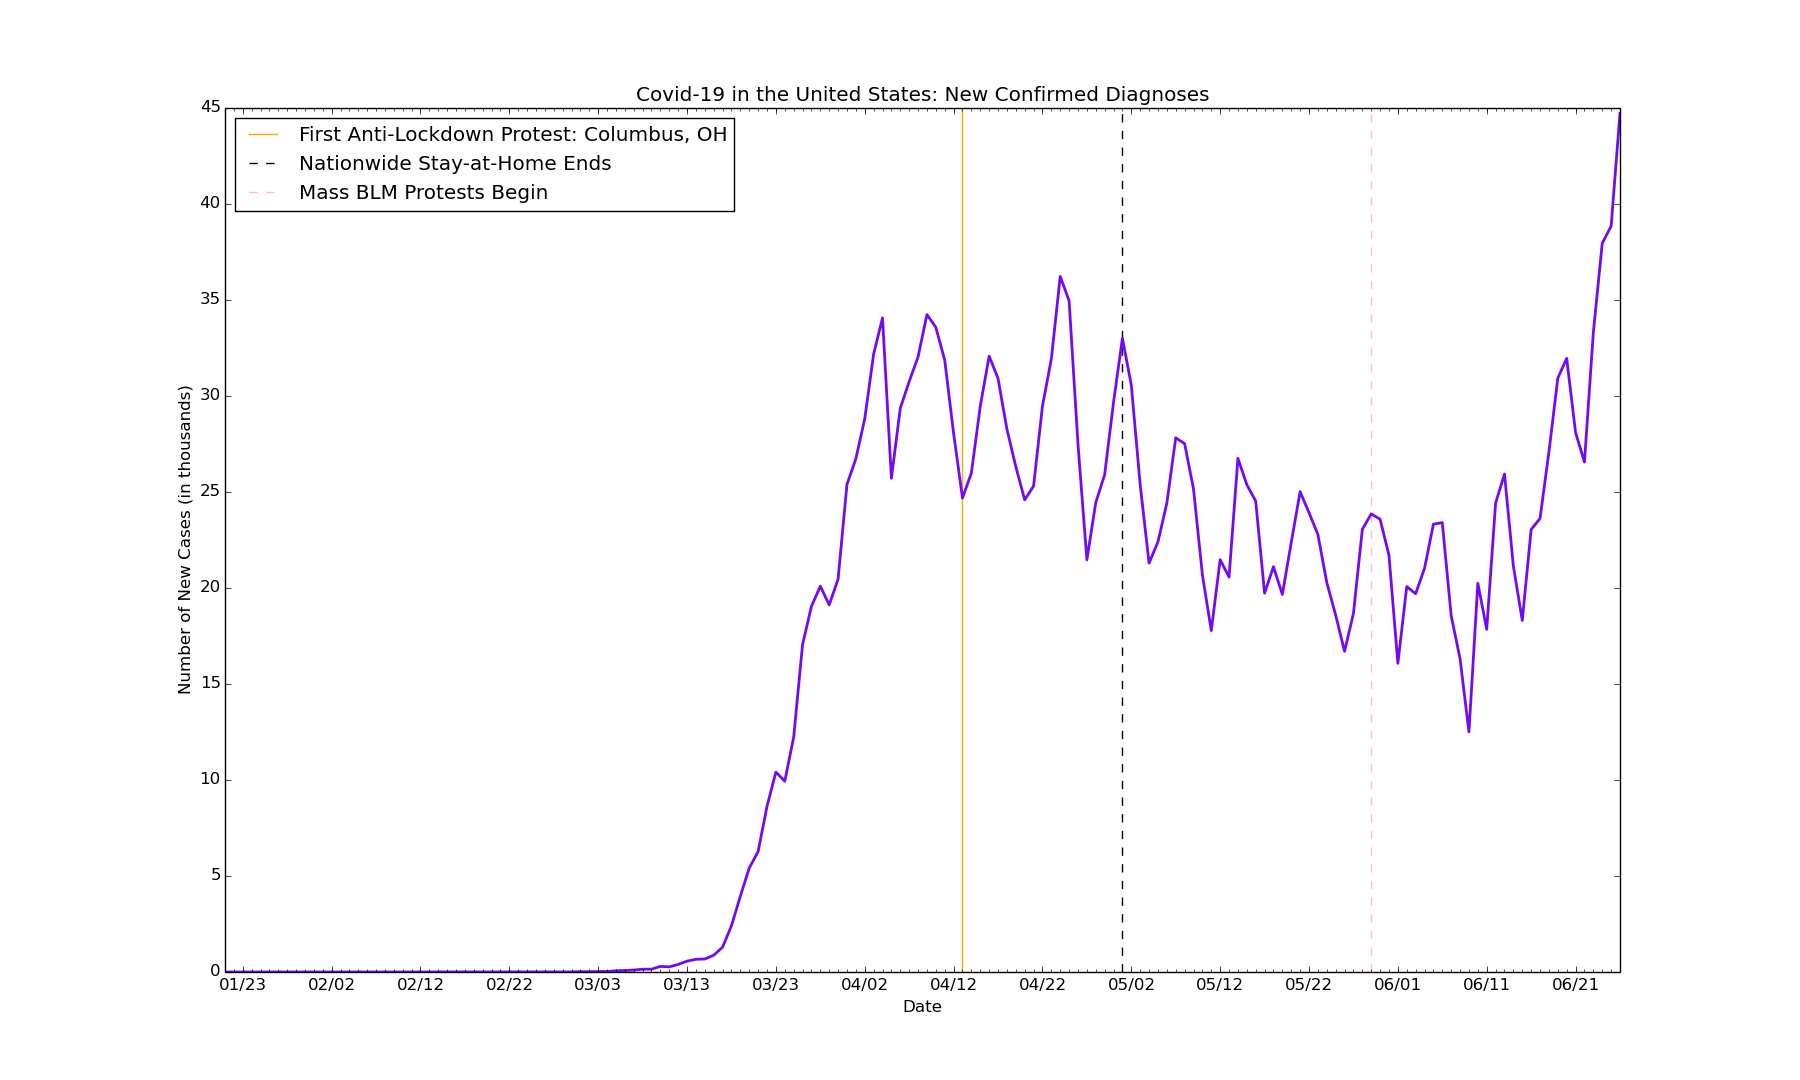 Covid-19 in the United States: New Confirmed Diagnoses
First Anti-Lockdown Protest: Columbus, OH
Nationwide Stay-at-Home Ends
Mass BLM Protests Begin
Number of New Cases (in thousands)
45
40
35
30
25
20
15
10
5
0
01/23 02/02 02/12 02/22 03/03 03/13 03/23 04/02 04/12 04/22 05/02 05/12 05/22 06/01 06/11 06/21
Date